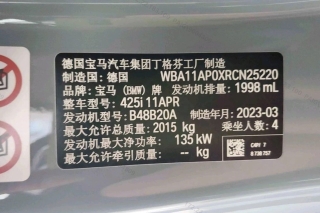 德国宝马汽车集团丁格芬工厂制造
制造国: 德国 WBA11AP0XRCN25220
品牌: 宝马 (BMW) 牌 发动机排量: 1998 mL
整车型号: 425i 11APR
发动机型号: B48B20A 制造年月: 2023-03
最大允许总质量: 2015 kg 乘坐人数: 4
发动机最大净功率: 135 kW
最大允许牵引质量: -- kg